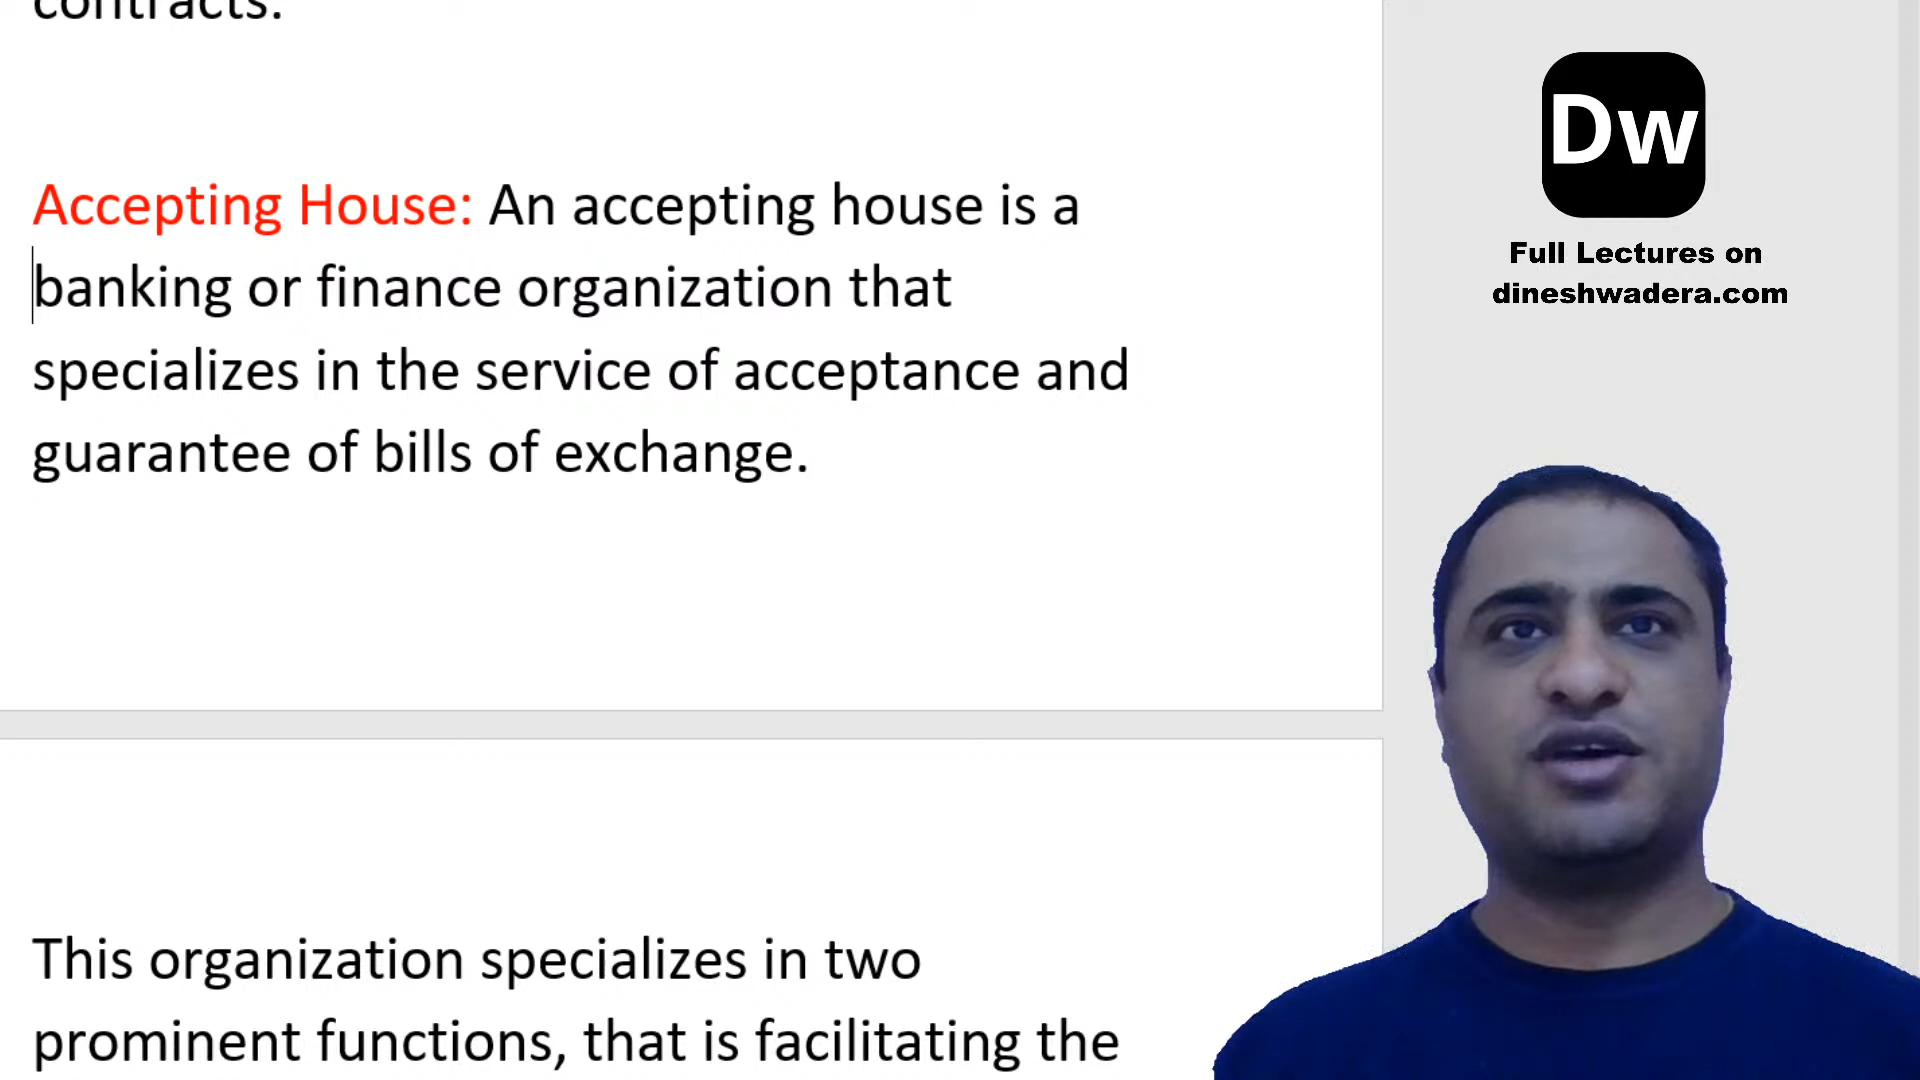 contracts.
Accepting House: An accepting house is a
banking or finance organization that
specializes in the service of acceptance and
guarantee of bills of exchange.
This organization specializes in two
prominent functions, that is facilitating the
Dw
Full Lectures on
dineshwadera.com